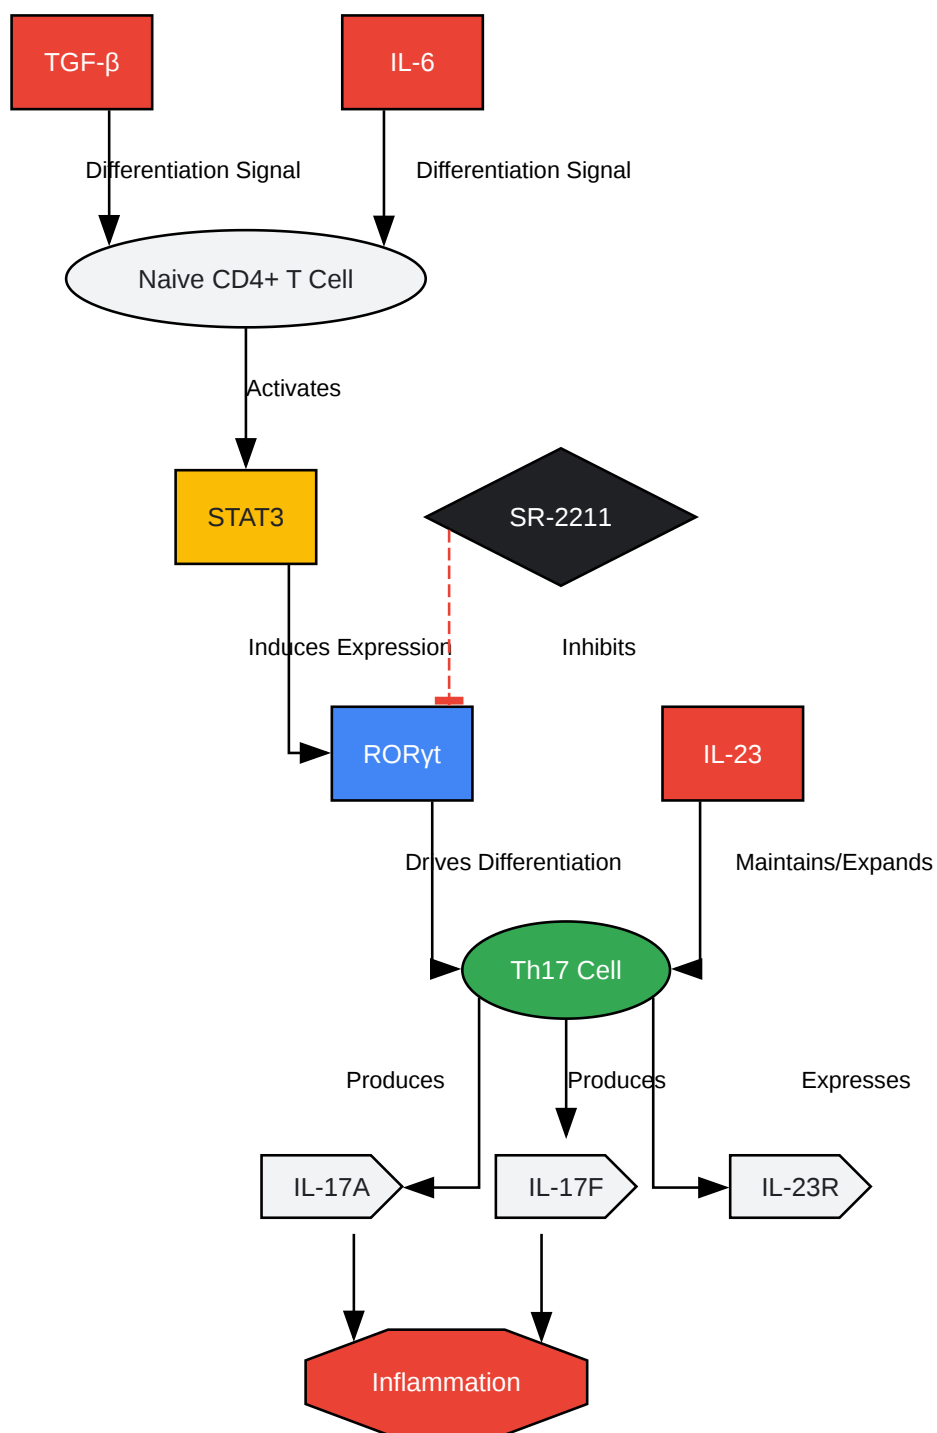 TGF-β
IL-6
Differentiation Signal
Differentiation Signal
Naive CD4+ T Cell
Activates
STAT3
SR-2211
Induces Expression
Inhibits
RORγt
IL-23
Drives Differentiation
Maintains/Expands
Th17 Cell
Produces
Produces
Expresses
IL-17A
IL-17F
IL-23R
Inflammation